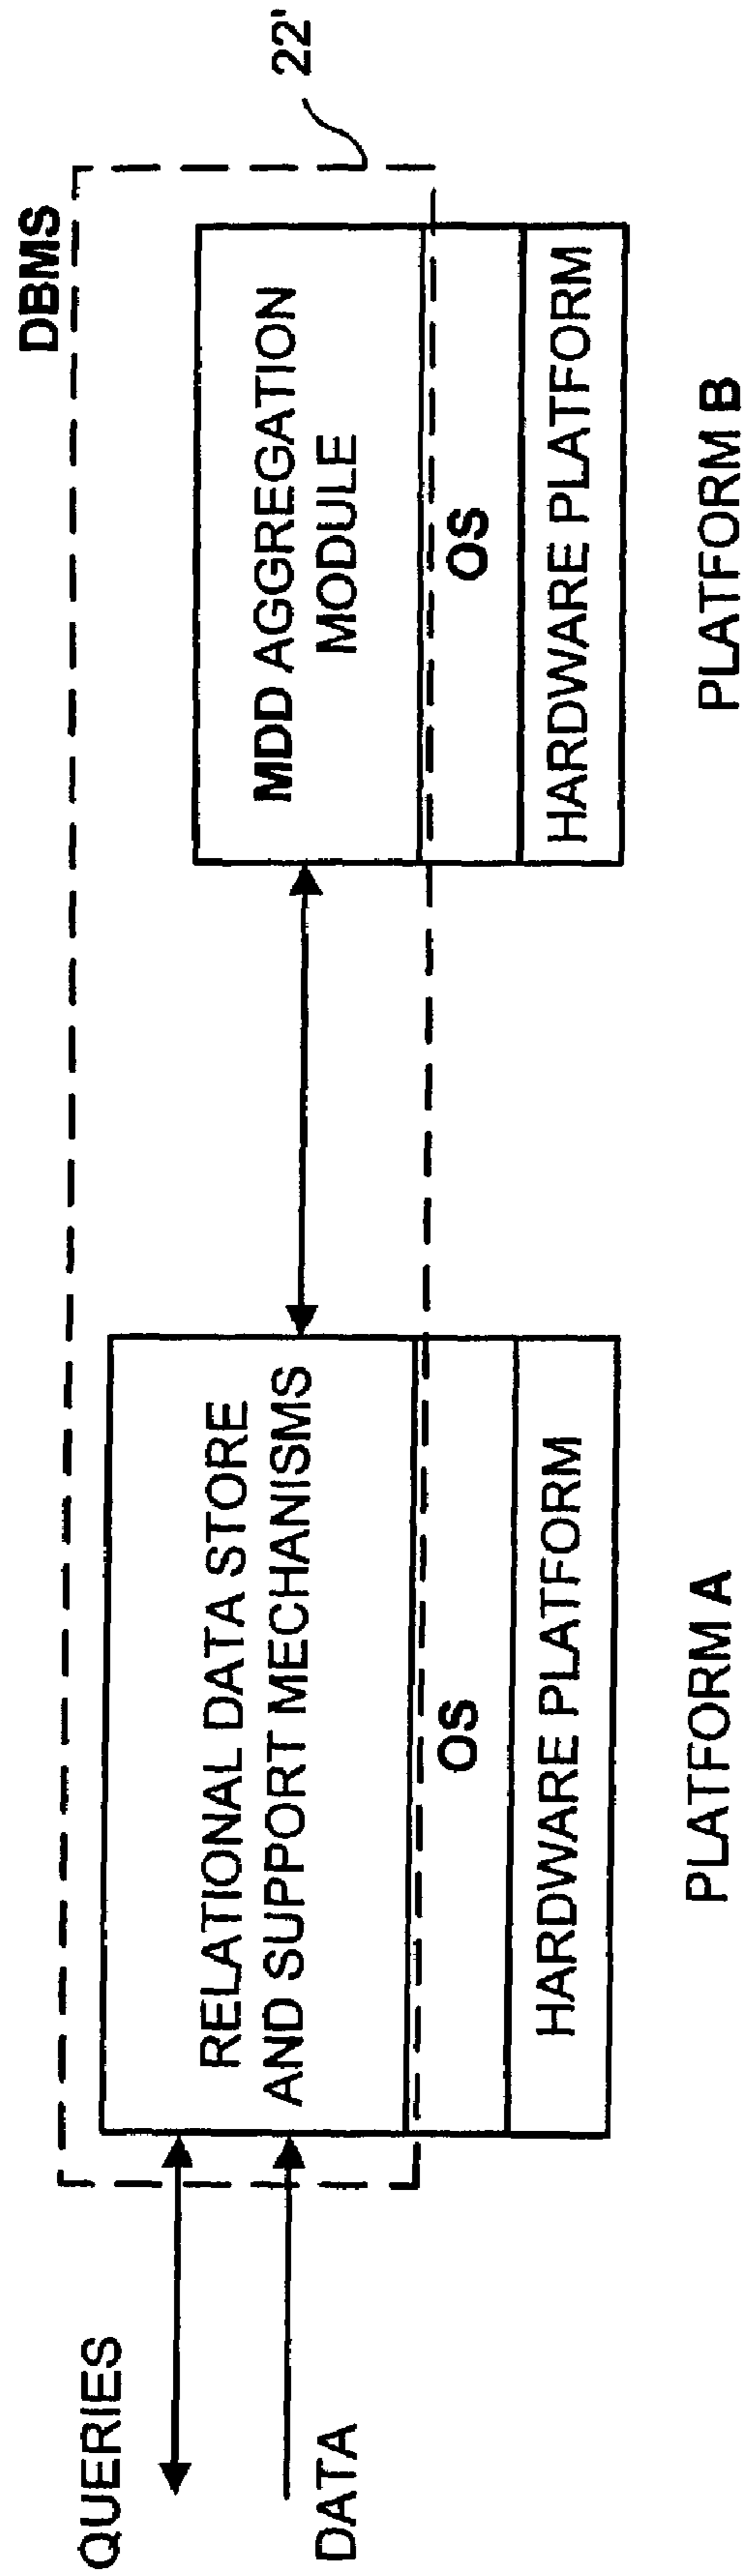 DBMS
22'
QUERIES
DATA
RELATIONAL DATA STORE
AND SUPPORT MECHANISMS
OS
HARDWARE PLATFORM
PLATFORM A
MDD AGGREGATION
MODULE
OS
HARDWARE PLATFORM
PLATFORM B